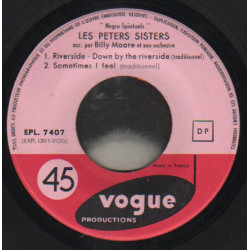 "Negro Spirituals"
LES PETERS SISTERS
acc. par Billy Moore et son orchestre
1. Riverside - Down by the riverside (traditionnel)
2. Sometimes I feel (traditionnel)
EPL. 7407
DP
Made in France
45
vogue
PRODUCTIONS